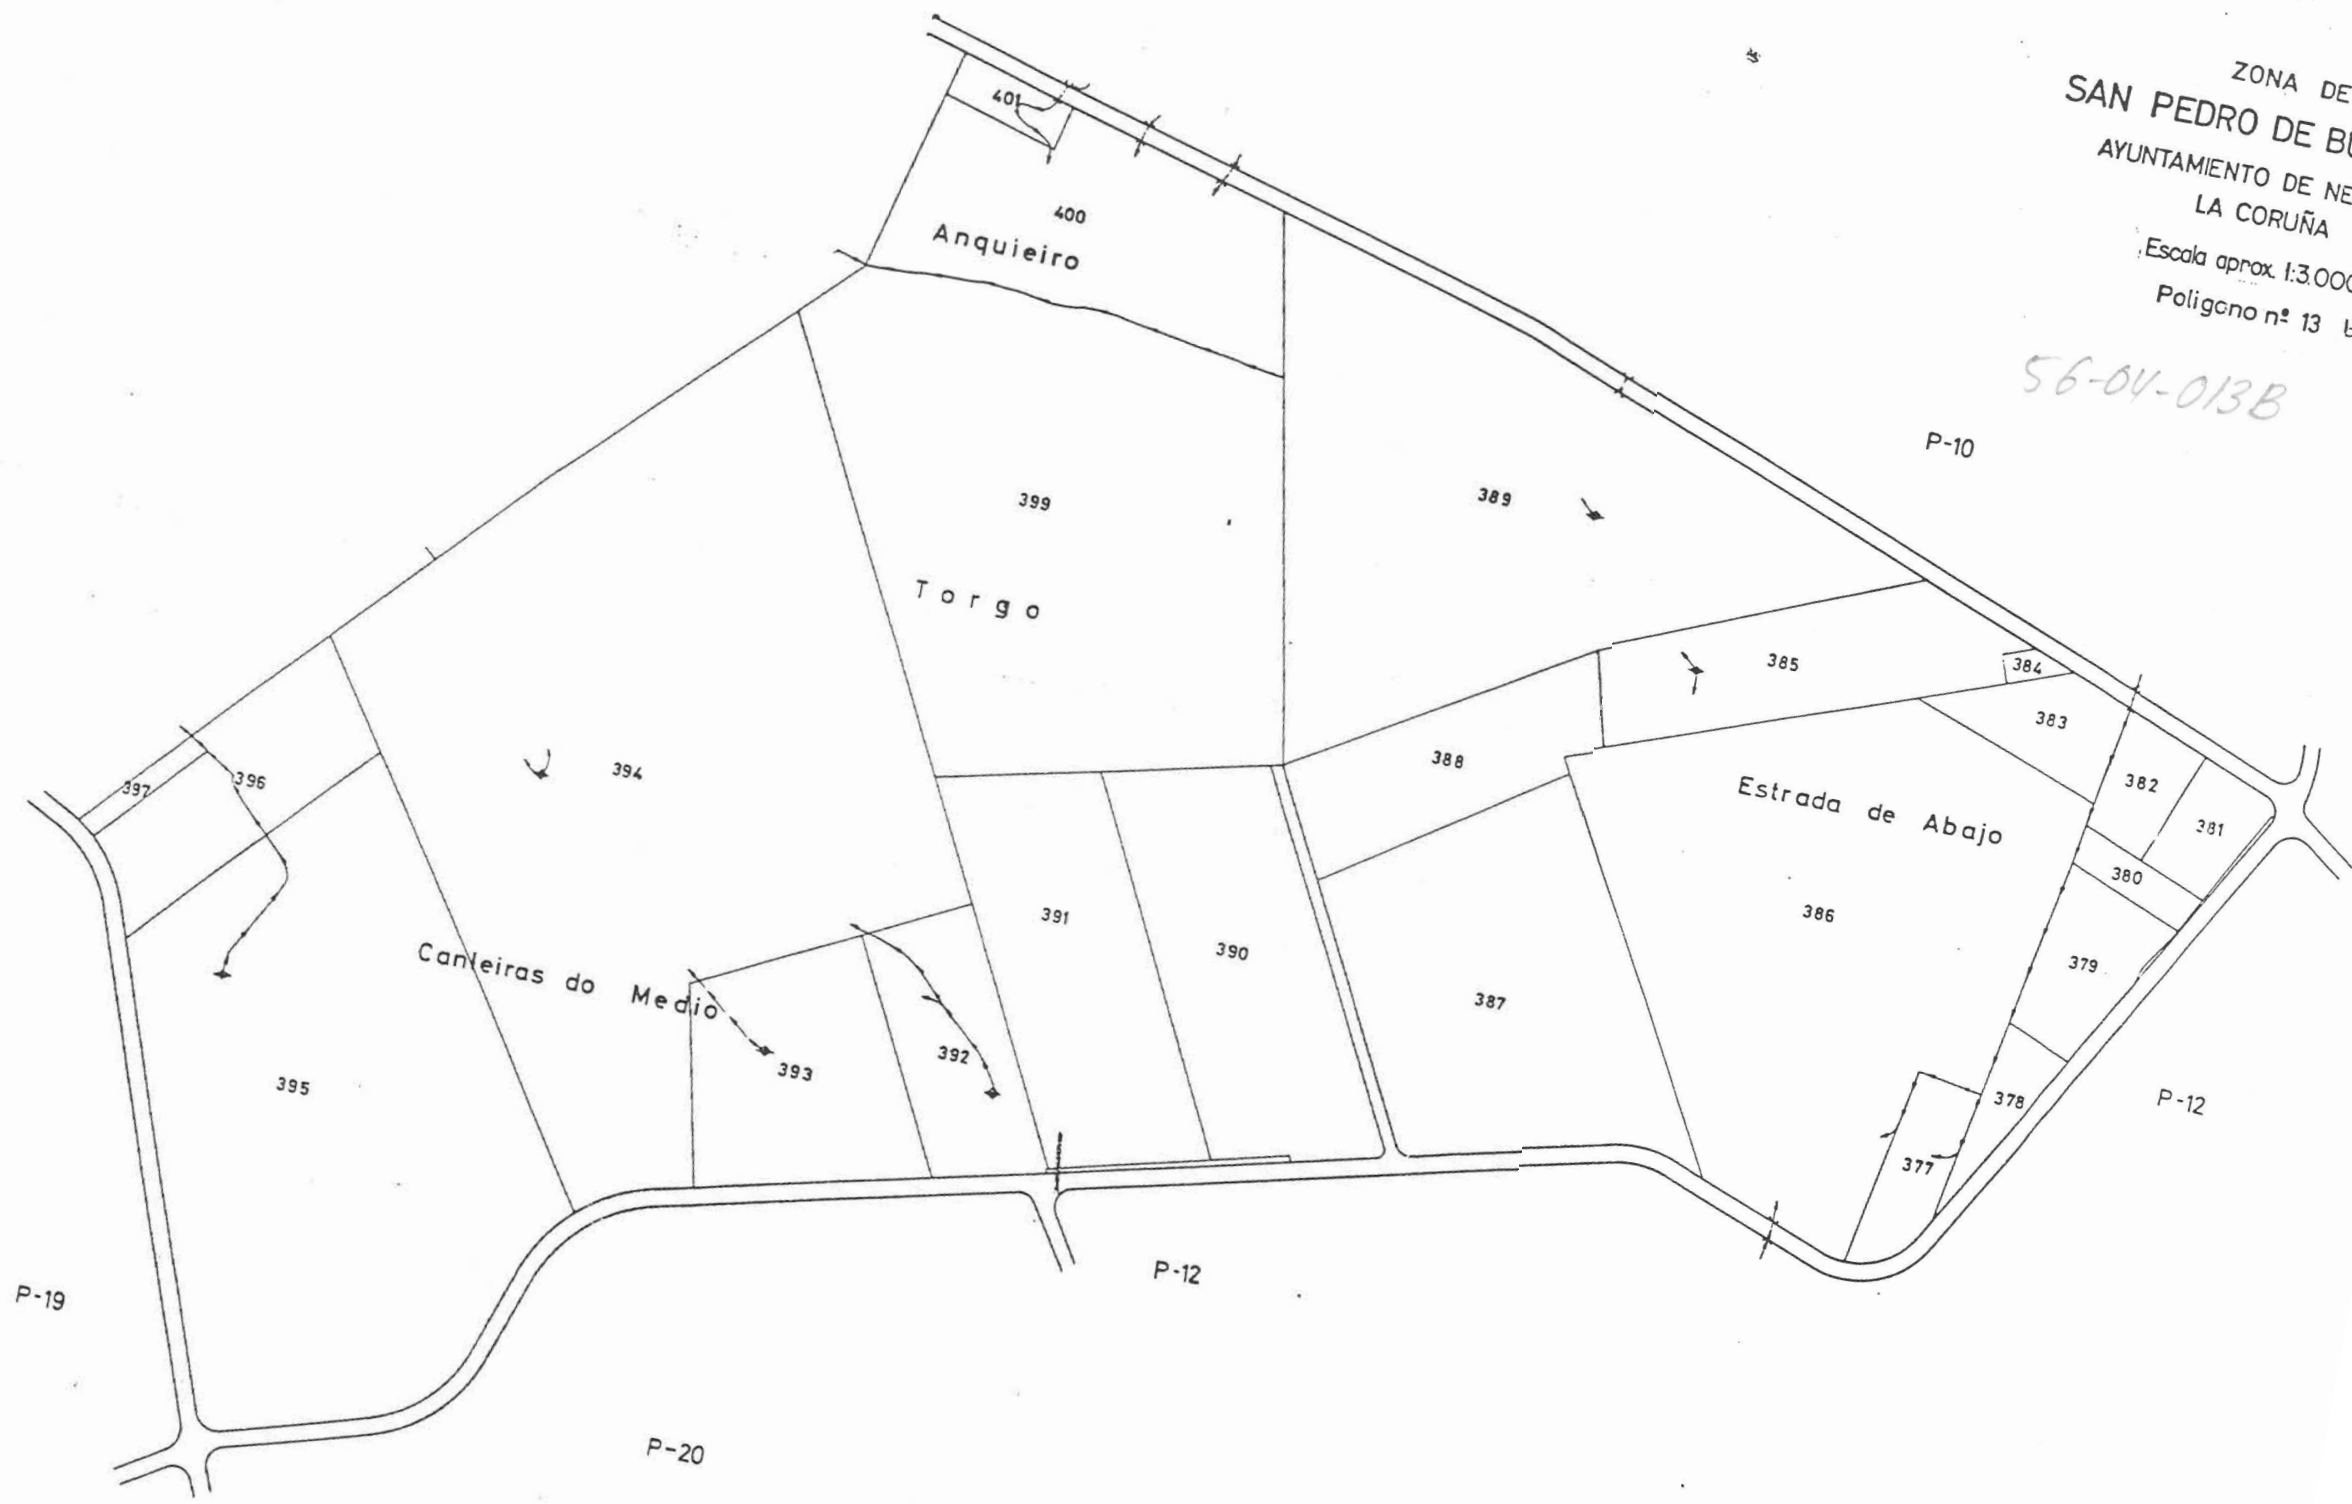 ZONA DE
SAN PEDRO DE
AYUNTAMIENTO DE
LA CORUÑA
Escala aprox. 1:3.000
Poligono nº 13
56-04-013B
401
400
Anquieiro
P-10
399
389
Torgo
385
384
383
388
394
382
397
396
Estrada de Abajo
381
380
391
386
390
Canleiras do Medio
379
387
392
393
395
378
P-12
377
P-12
P-19
P-20